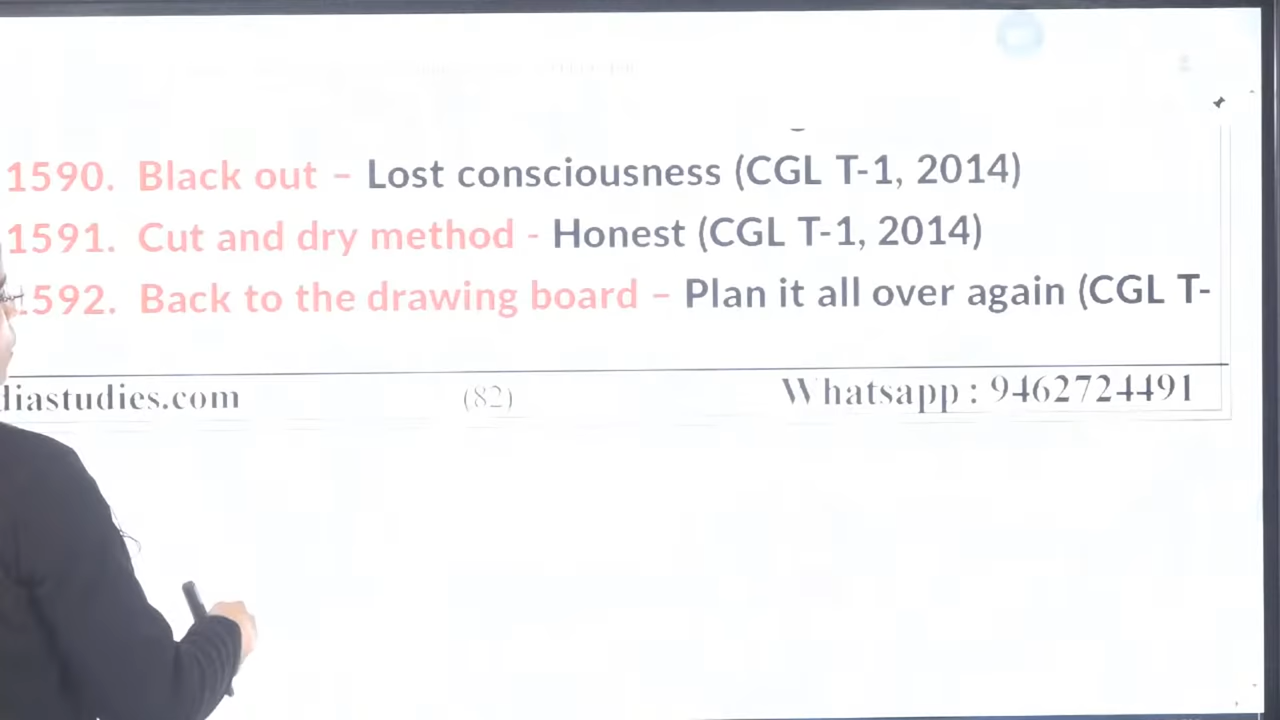 1590. Black out – Lost consciousness (CGL T-1, 2014)
1591. Cut and dry method - Honest (CGL T-1, 2014)
1592. Back to the drawing board – Plan it all over again (CGL T-
diastudies.com (82) Whatsapp : 9462724491